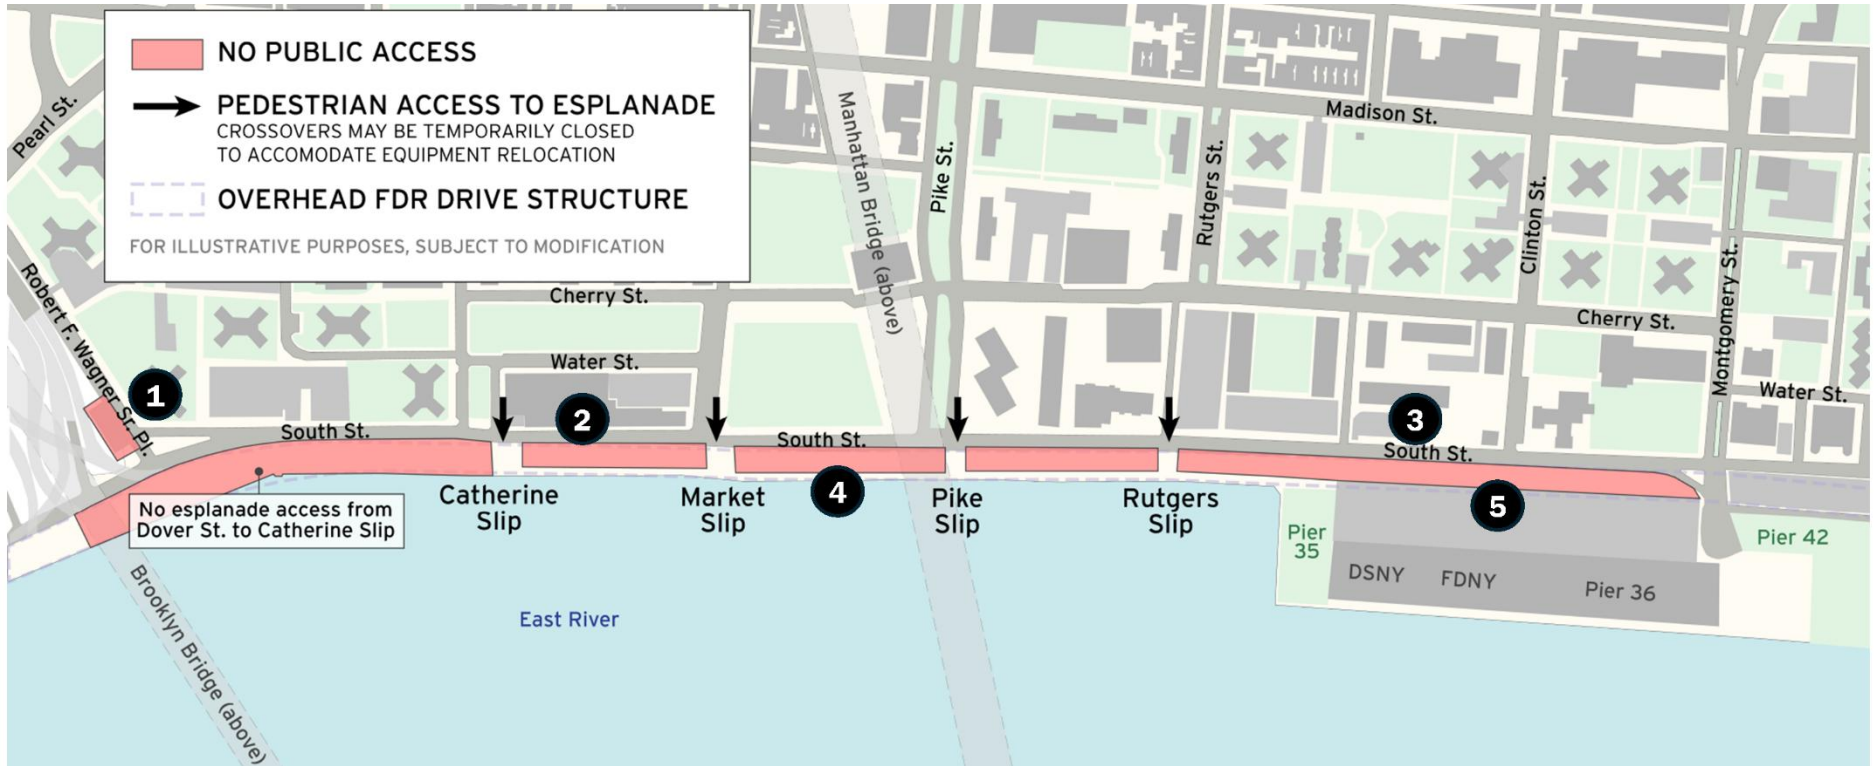 NO PUBLIC ACCESS
PEDESTRIAN ACCESS TO ESPLANADE
CROSSOVERS MAY BE TEMPORARILY CLOSED
TO ACCOMODATE EQUIPMENT RELOCATION
OVERHEAD FDR DRIVE STRUCTURE
FOR ILLUSTRATIVE PURPOSES, SUBJECT TO MODIFICATION
Pearl St.
Robert F. Wagner Sr. Pl.
Manhattan Bridge (above)
Pike St.
Rutgers St.
Madison St.
Clinton St.
Montgomery St.
Cherry St.
Cherry St.
Water St.
Water St.
1
2
3
South St.
South St.
South St.
4
5
No esplanade access from
Dover St. to Catherine Slip
Catherine
Slip
Market
Slip
Pike
Slip
Rutgers
Slip
Pier
35
DSNY
FDNY
Pier 36
Pier 42
Brooklyn Bridge (above)
East River